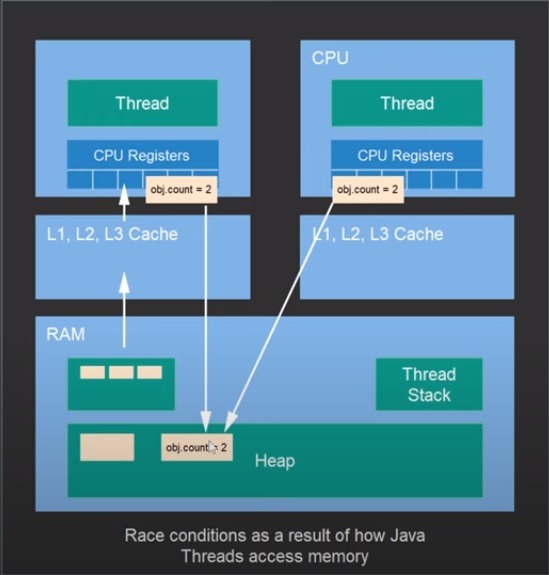 CPU
Thread
Thread
CPU Registers
CPU Registers
obj.count = 2
obj.count = 2
L1, L2, L3 Cache
L1, L2, L3 Cache
RAM
Thread
Stack
obj.count = 2
Heap
Race conditions as a result of how Java
Threads access memory